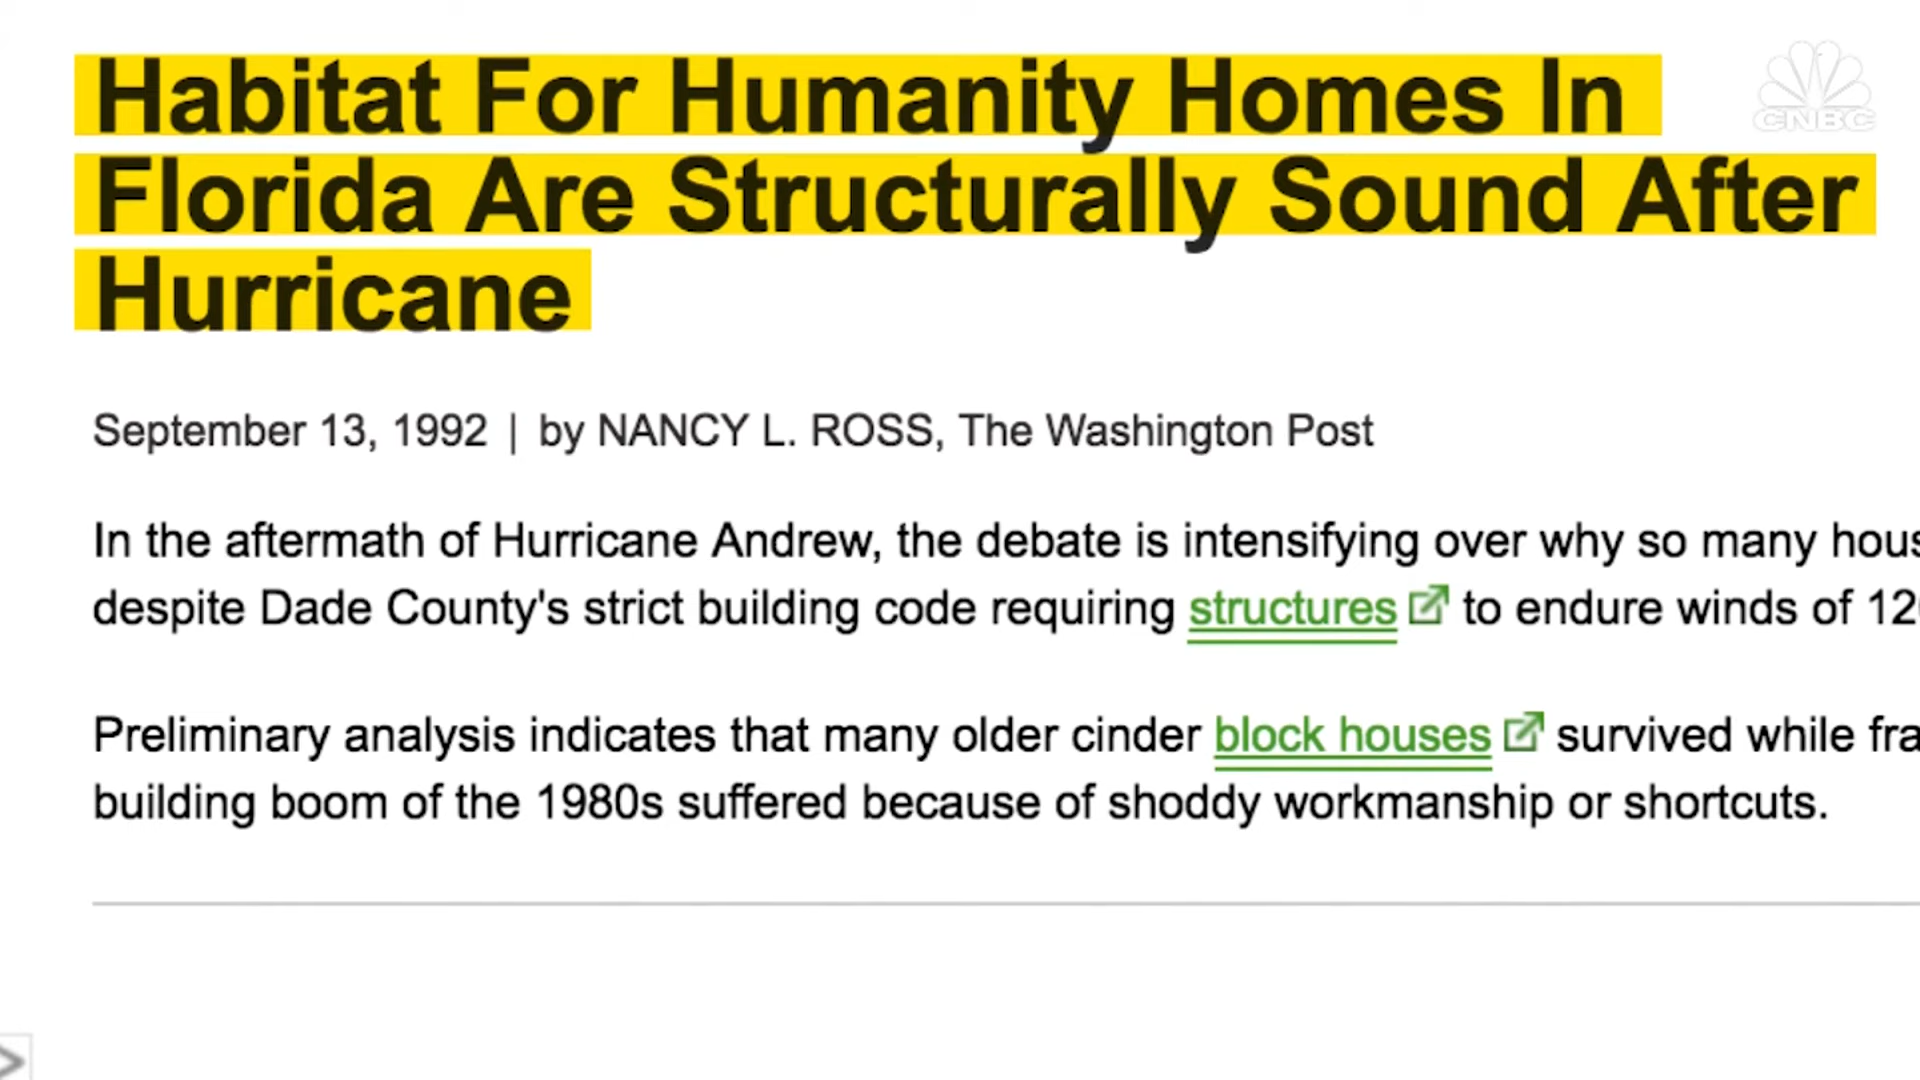 Habitat For Humanity Homes In
Florida Are Structurally Sound After
Hurricane
CNBC
September 13, 1992 | by NANCY L. ROSS, The Washington Post
In the aftermath of Hurricane Andrew, the debate is intensifying over why so many
despite Dade County's strict building code requiring structures to endure winds of
Preliminary analysis indicates that many older cinder block houses survived while
building boom of the 1980s suffered because of shoddy workmanship or shortcuts.